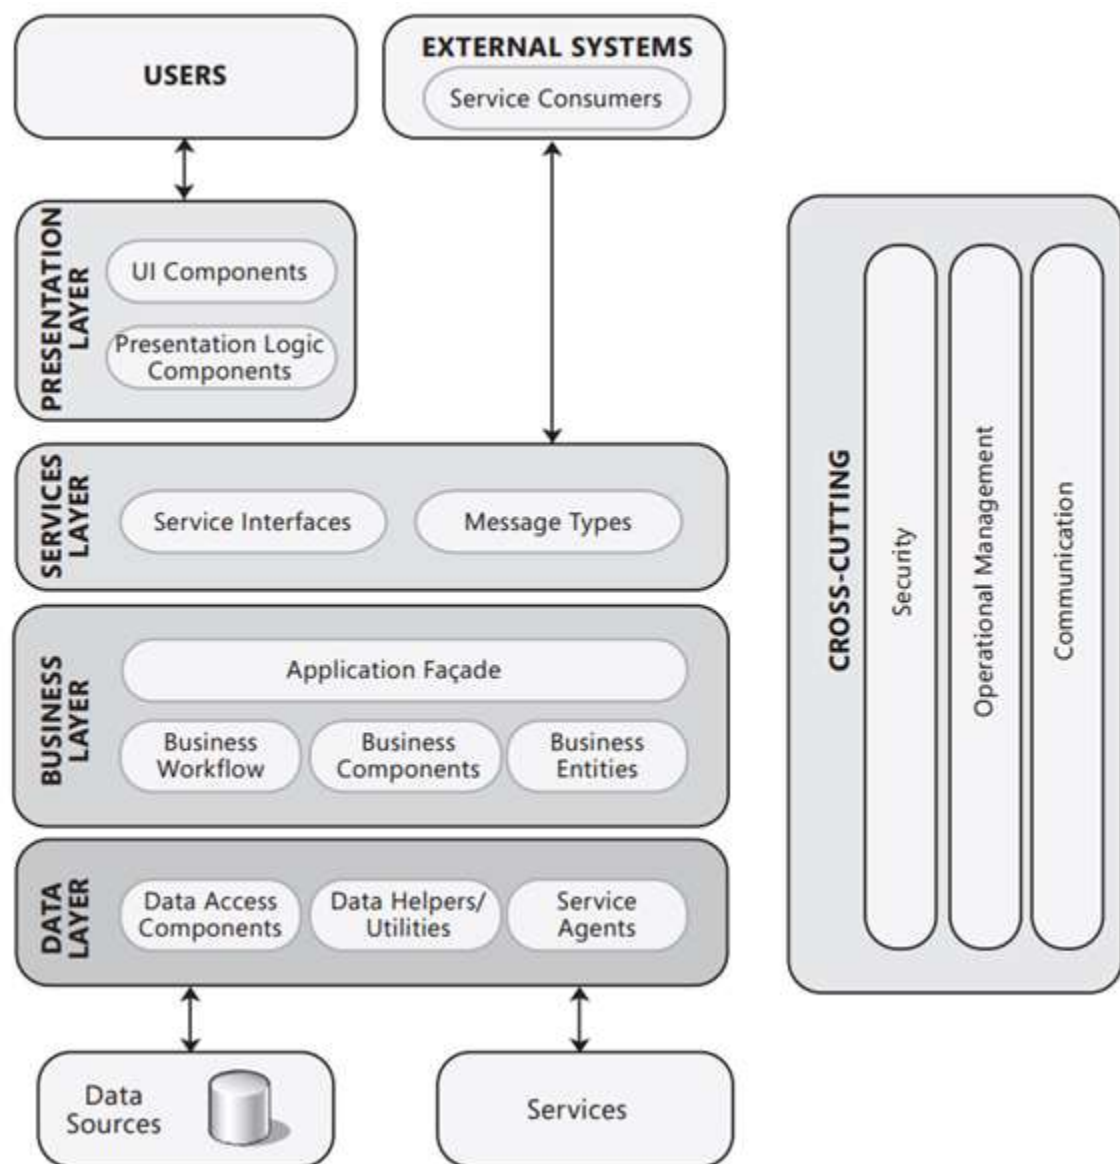 USERS
EXTERNAL SYSTEMS
Service Consumers
PRESENTATION
LAYER
UI Components
Presentation Logic
Components
SERVICES
LAYER
Service Interfaces
Message Types
BUSINESS
LAYER
Application Façade
Business
Workflow
Business
Components
Business
Entities
DATA
LAYER
Data Access
Components
Data Helpers/
Utilities
Service
Agents
Data
Sources
Services
CROSS-CUTTING
Security
Operational Management
Communication